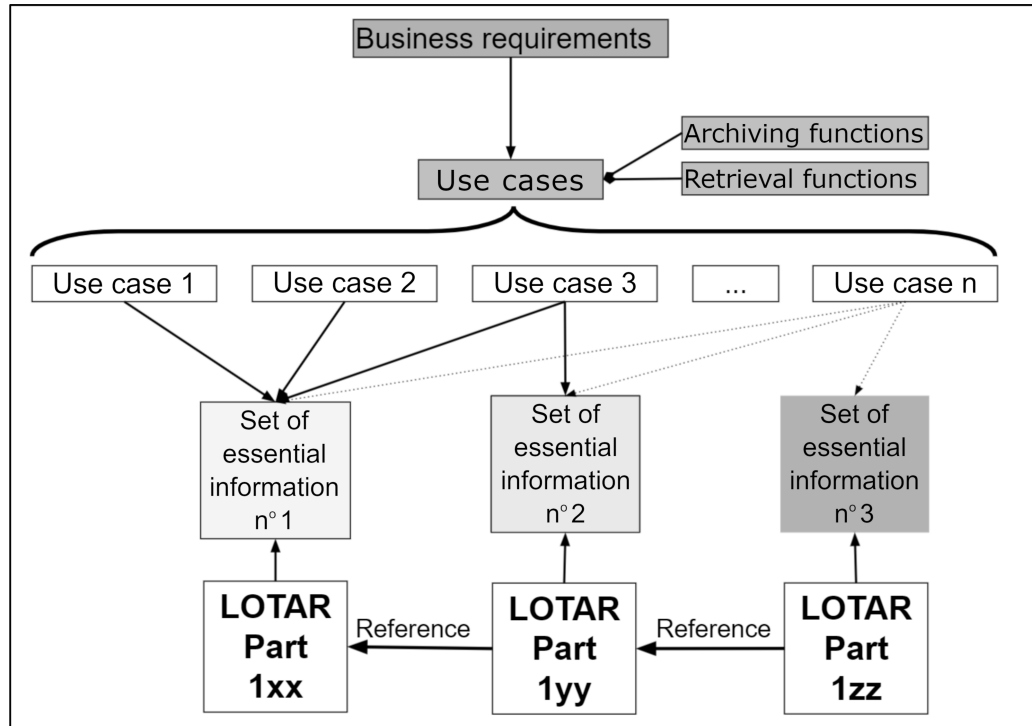 Business requirements
Archiving functions
Use cases
Retrieval functions
Use case 1
Use case 2
Use case 3
...
Use case n
Set of
essential
information
n° 1
Set of
essential
information
n° 2
Set of
essential
information
n° 3
LOTAR
Part
1xx
Reference
LOTAR
Part
1yy
Reference
LOTAR
Part
1zz